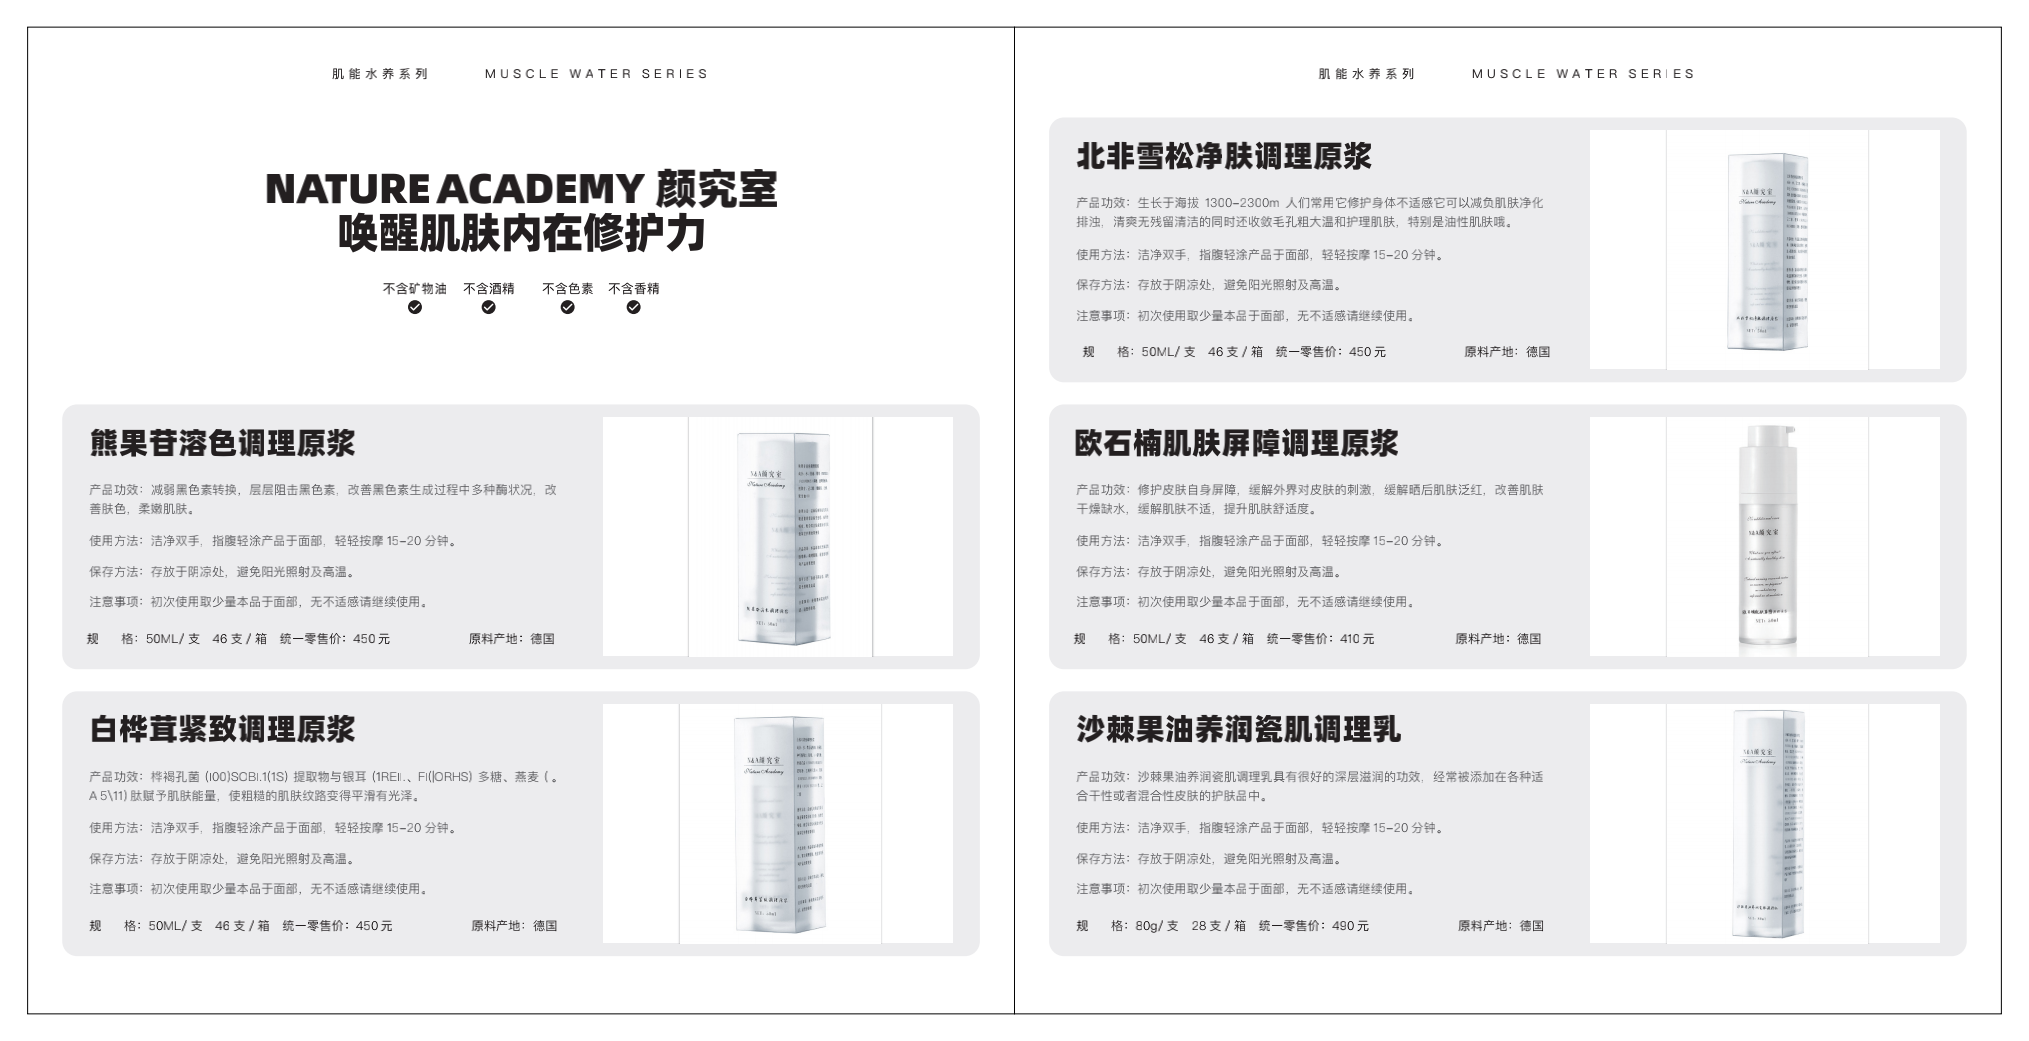 肌能水养系列 MUSCLE WATER SERIES
NATURE ACADEMY 颜究室
唤醒肌肤内在修护力
不含矿物油 不含酒精 不含色素 不含香精
熊果苷溶色调理原浆
产品功效：减弱黑色素转换，层层阻击黑色素，改善黑色素生成过程中多种酶状况，改
善肤色，柔嫩肌肤。
使用方法：洁净双手，指腹轻涂产品于面部，轻轻按摩 15-20 分钟。
保存方法：存放于阴凉处，避免阳光照射及高温。
注意事项：初次使用取少量本品于面部，无不适感请继续使用。
规 格：50ML/ 支 46 支 / 箱 统一零售价：450 元 原料产地：德国
N&A颜究室
Nature Academy
白桦茸紧致调理原浆
产品功效：桦褐孔菌 (I00)SCBI.1(1S) 提取物与银耳 (1REI.、FI(|ORHS) 多糖、燕麦 ( 。
A 5\11) 肽赋予肌肤能量，使粗糙的肌肤纹路变得平滑有光泽。
使用方法：洁净双手，指腹轻涂产品于面部，轻轻按摩 15-20 分钟。
保存方法：存放于阴凉处，避免阳光照射及高温。
注意事项：初次使用取少量本品于面部，无不适感请继续使用。
规 格：50ML/ 支 46 支 / 箱 统一零售价：450 元 原料产地：德国
N&A颜究室
Nature Academy
肌能水养系列 MUSCLE WATER SERIES
北非雪松净肤调理原浆
产品功效：生长于海拔 1300-2300m 人们常用它修护身体不适感它可以减负肌肤净化
排浊，清爽无残留清洁的同时还收敛毛孔粗大温和护理肌肤，特别是油性肌肤哦。
使用方法：洁净双手，指腹轻涂产品于面部，轻轻按摩 15-20 分钟。
保存方法：存放于阴凉处，避免阳光照射及高温。
注意事项：初次使用取少量本品于面部，无不适感请继续使用。
规 格：50ML/ 支 46 支 / 箱 统一零售价：450 元 原料产地：德国
N&A颜究室
Nature Academy
欧石楠肌肤屏障调理原浆
产品功效：修护皮肤自身屏障，缓解外界对皮肤的刺激，缓解晒后肌肤泛红，改善肌肤
干燥缺水，缓解肌肤不适，提升肌肤舒适度。
使用方法：洁净双手，指腹轻涂产品于面部，轻轻按摩 15-20 分钟。
保存方法：存放于阴凉处，避免阳光照射及高温。
注意事项：初次使用取少量本品于面部，无不适感请继续使用。
规 格：50ML/ 支 46 支 / 箱 统一零售价：410 元 原料产地：德国
N&A颜究室
沙棘果油养润瓷肌调理乳
产品功效：沙棘果油养润瓷肌调理乳具有很好的深层滋润的功效，经常被添加在各种适
合干性或者混合性皮肤的护肤品中。
使用方法：洁净双手，指腹轻涂产品于面部，轻轻按摩 15-20 分钟。
保存方法：存放于阴凉处，避免阳光照射及高温。
注意事项：初次使用取少量本品于面部，无不适感请继续使用。
规 格：80g/ 支 28 支 / 箱 统一零售价：490 元 原料产地：德国
N&A颜究室
Nature Academy